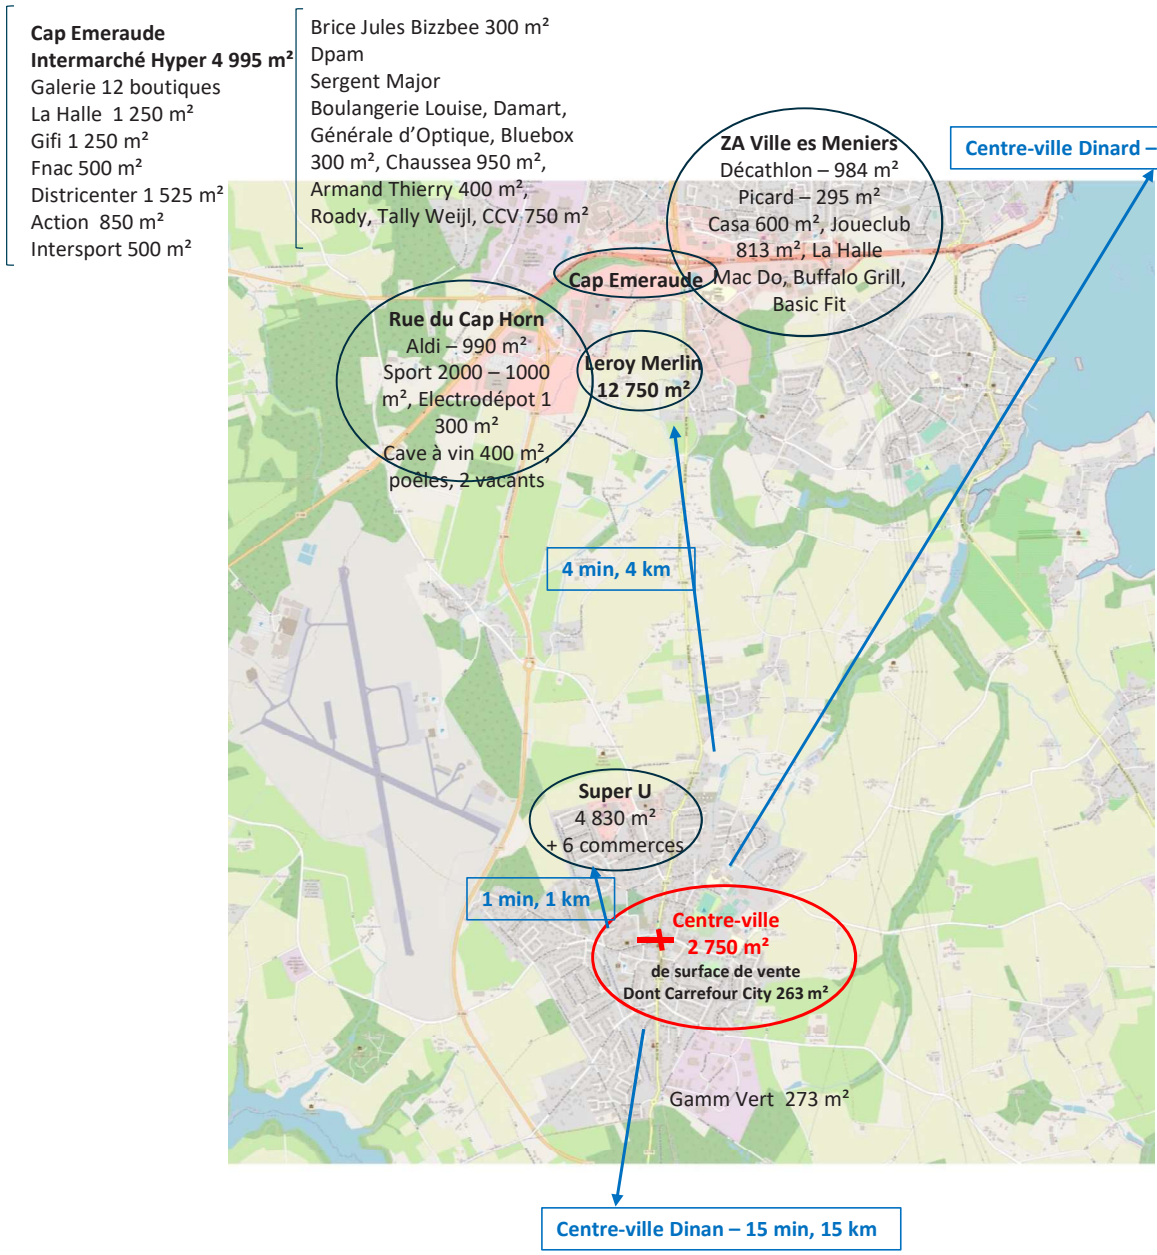 Cap Emeraude
Intermarché Hyper 4 995 m²
Galerie 12 boutiques
La Halle 1 250 m²
Gifi 1 250 m²
Fnac 500 m²
Districenter 1 525 m²
Action 850 m²
Intersport 500 m²
Brice Jules Bizzbee 300 m²
Dpam
Sergent Major
Boulangerie Louise, Damart,
Générale d’Optique, Bluebox
300 m², Chaussea 950 m²,
Armand Thierry 400 m²,
Roady, Tally Weijl, CCV 750 m²
ZA Ville es Meniers
Décathlon – 984 m²
Picard – 295 m²
Casa 600 m², Joueclub
813 m², La Halle
Mac Do, Buffalo Grill,
Basic Fit
Centre-ville Dinard –
Cap Emeraude
Rue du Cap Horn
Aldi – 990 m²
Sport 2000 – 1000
m², Electrodépot 1
300 m²
Cave à vin 400 m²,
poêles, 2 vacants
Leroy Merlin
12 750 m²
4 min, 4 km
Super U
4 830 m²
+ 6 commerces
1 min, 1 km
Centre-ville
2 750 m²
de surface de vente
Dont Carrefour City 263 m²
Gamm Vert 273 m²
Centre-ville Dinan – 15 min, 15 km